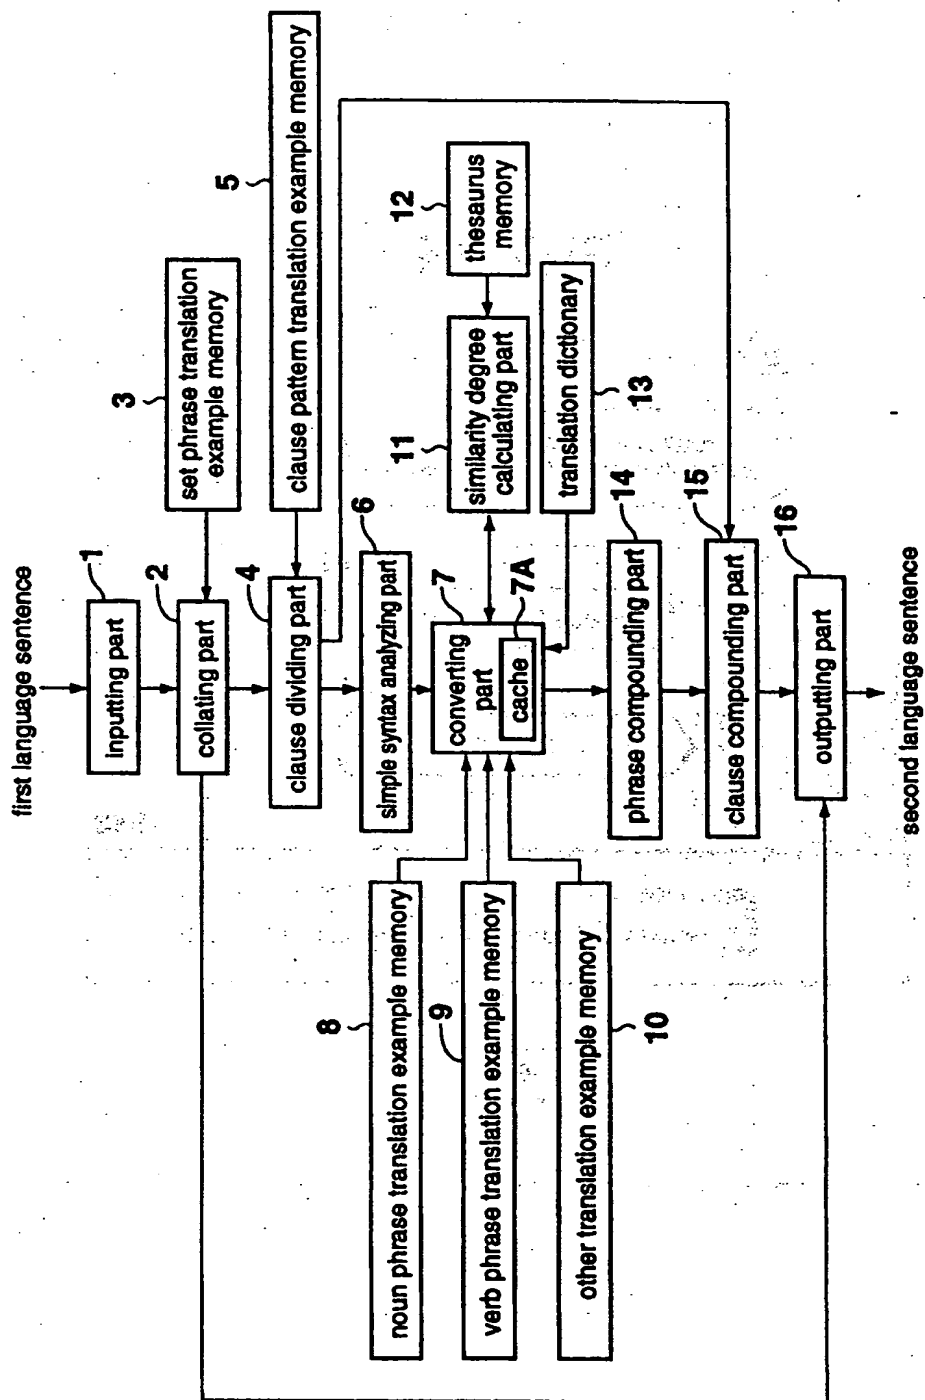 first language sentence
1
inputting part
2
collating part
3
set phrase translation
example memory
4
clause dividing part
5
clause pattern translation example memory
6
simple syntax analyzing part
7
converting
part
7A
cache
8
noun phrase translation example memory
9
verb phrase translation example memory
10
other translation example memory
11
similarity degree
calculating part
12
thesaurus
memory
13
translation dictionary
14
phrase compounding part
15
clause compounding part
16
outputting part
second language sentence